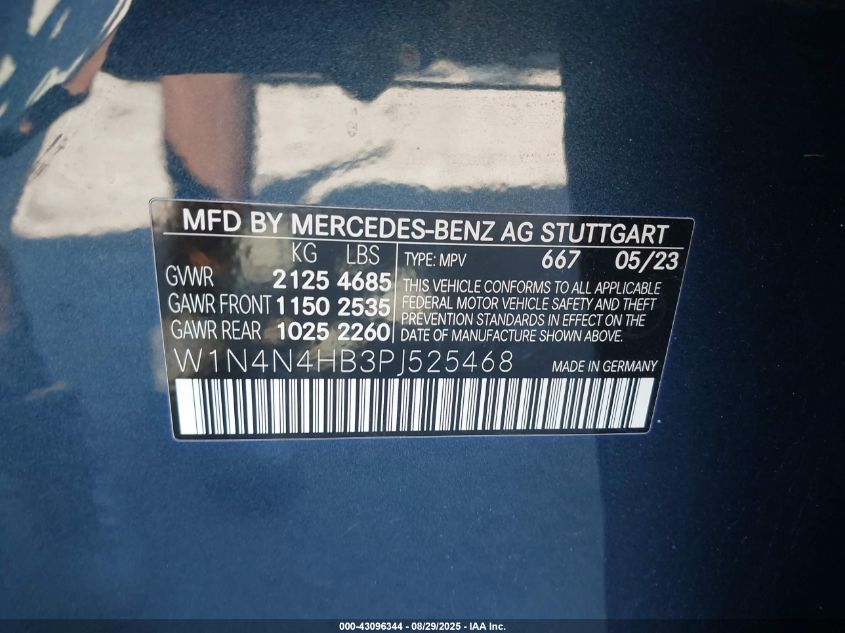 MFD BY MERCEDES-BENZ AG STUTTGART
KG LBS
GVWR 2125 4685
GAWR FRONT 1150 2535
GAWR REAR 1025 2260
TYPE: MPV 667 05/23
THIS VEHICLE CONFORMS TO ALL APPLICABLE
FEDERAL MOTOR VEHICLE SAFETY AND THEFT
PREVENTION STANDARDS IN EFFECT ON THE
DATE OF MANUFACTURE SHOWN ABOVE.
W1N4N4HB3PJ525468 MADE IN GERMANY
000-43096344 - 08/29/2025 - IAA Inc.